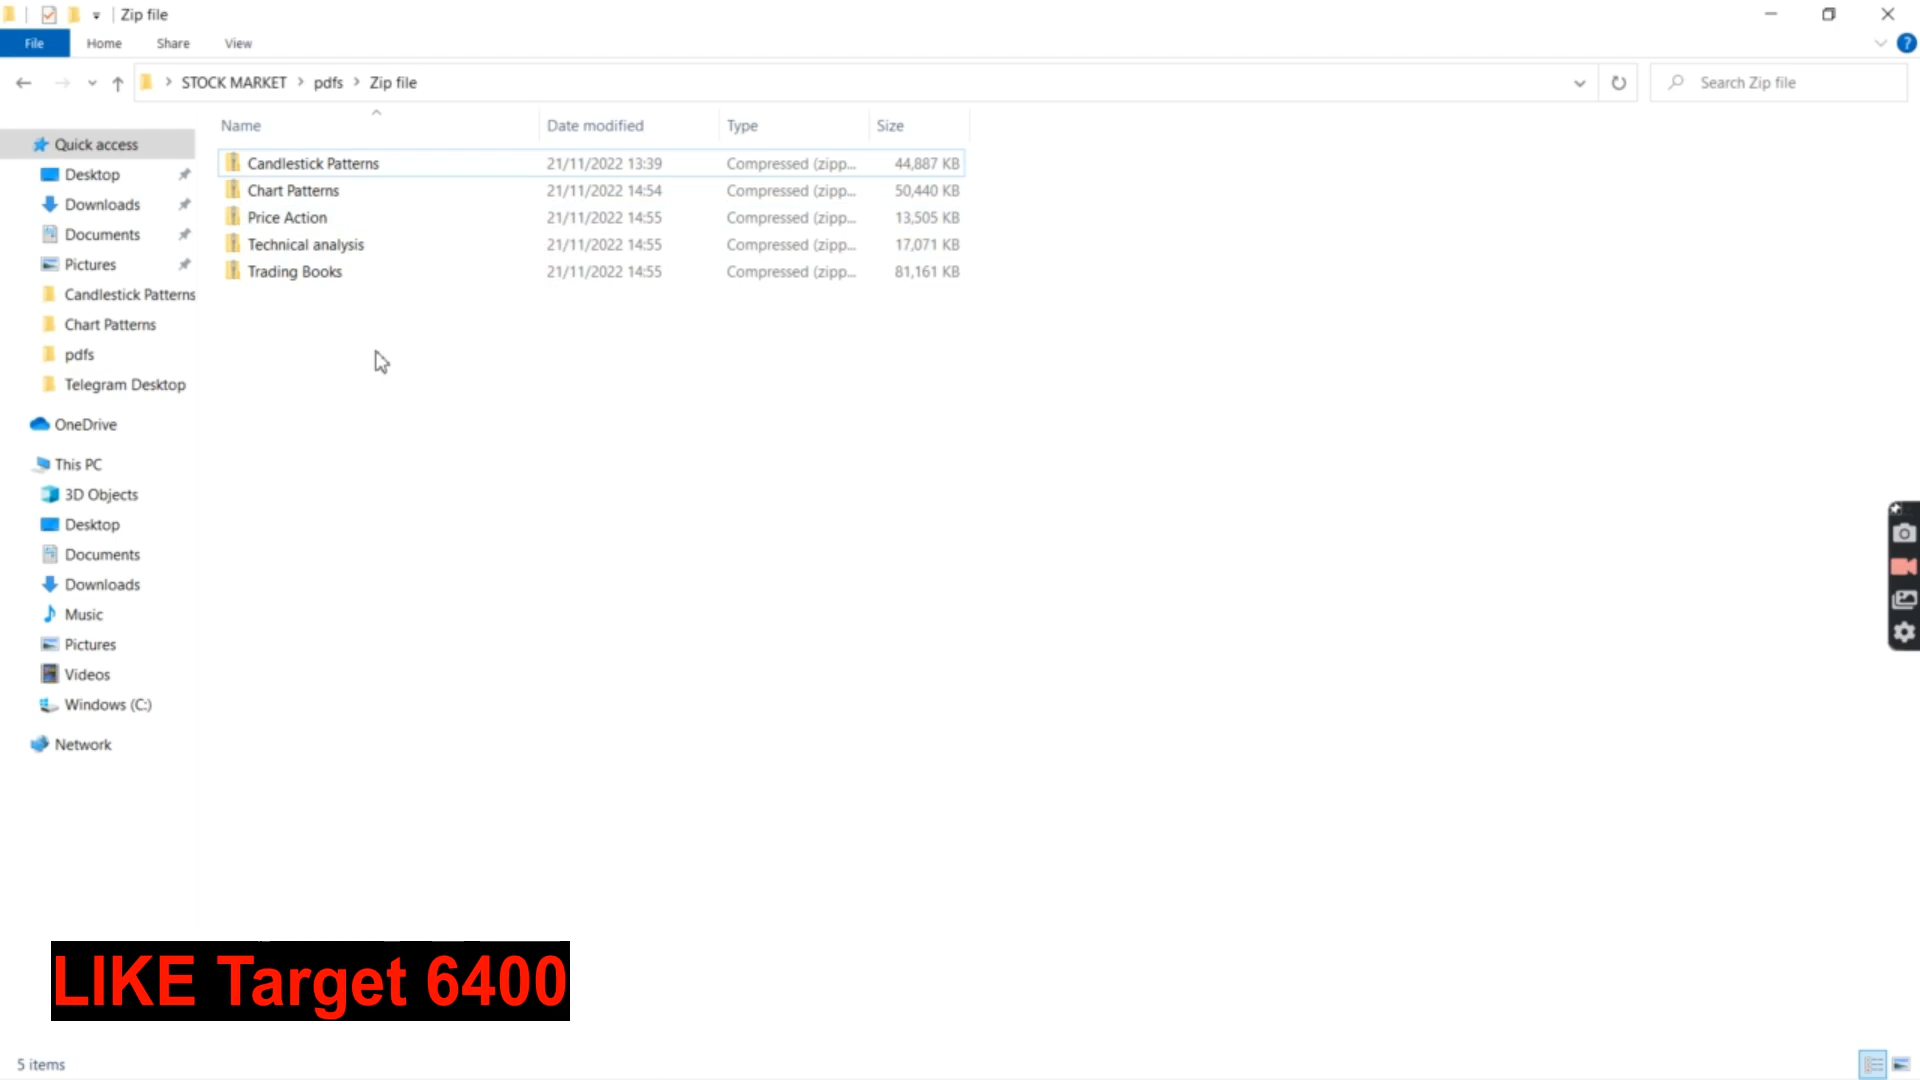 Zip file
File Home Share View
STOCK MARKET pdfs Zip file
Search Zip file
Name Date modified Type Size
Candlestick Patterns 21/11/2022 13:39 Compressed (zipp... 44,887 KB
Chart Patterns 21/11/2022 14:54 Compressed (zipp... 50,440 KB
Price Action 21/11/2022 14:55 Compressed (zipp... 13,505 KB
Technical analysis 21/11/2022 14:55 Compressed (zipp... 17,071 KB
Trading Books 21/11/2022 14:55 Compressed (zipp... 81,161 KB
Quick access
Desktop
Downloads
Documents
Pictures
Candlestick Patterns
Chart Patterns
pdfs
Telegram Desktop
OneDrive
This PC
3D Objects
Desktop
Documents
Downloads
Music
Pictures
Videos
Windows (C:)
Network
LIKE Target 6400
5 items